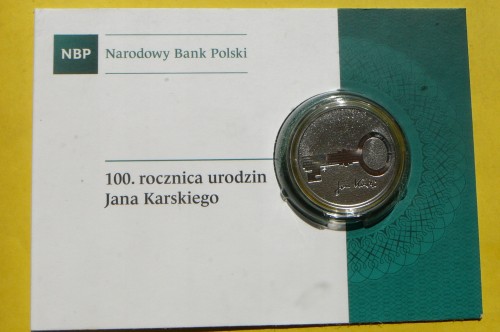 NBP
Narodowy Bank Polski
100. rocznica urodzin
Jana Karskiego